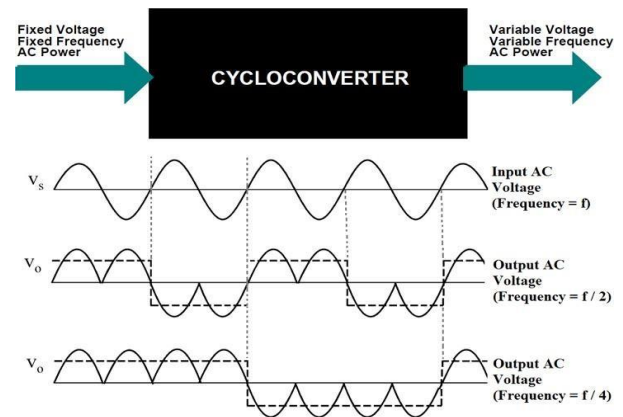 Fixed Voltage
Fixed Frequency
AC Power
CYCLOCONVERTER
Variable Voltage
Variable Frequency
AC Power
Vs
Input AC
Voltage
(Frequency = f)
Vo
Output AC
Voltage
(Frequency = f / 2)
Vo
Output AC
Voltage
(Frequency = f / 4)